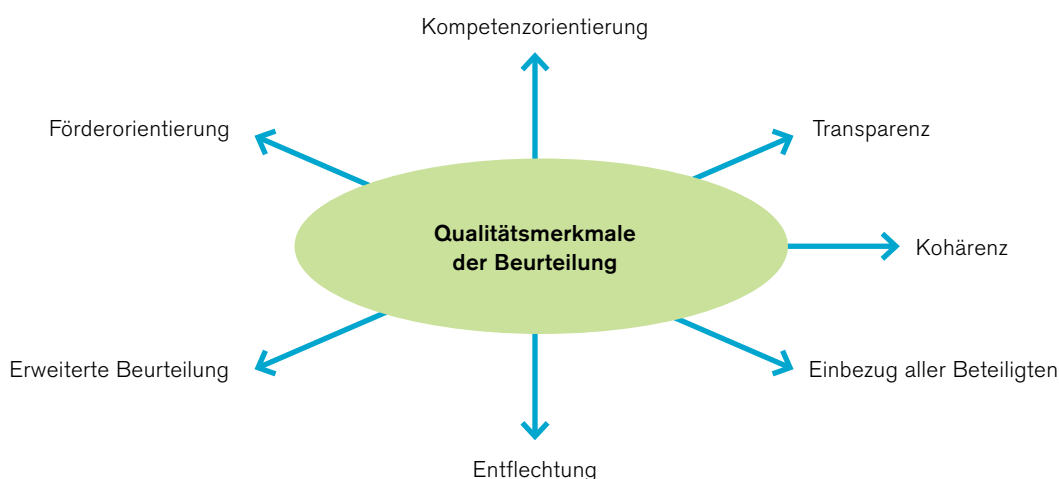 Kompetenzorientierung
Förderorientierung
Transparenz
Qualitätsmerkmale
der Beurteilung
Kohärenz
Erweiterte Beurteilung
Einbezug aller Beteiligten
Entflechtung